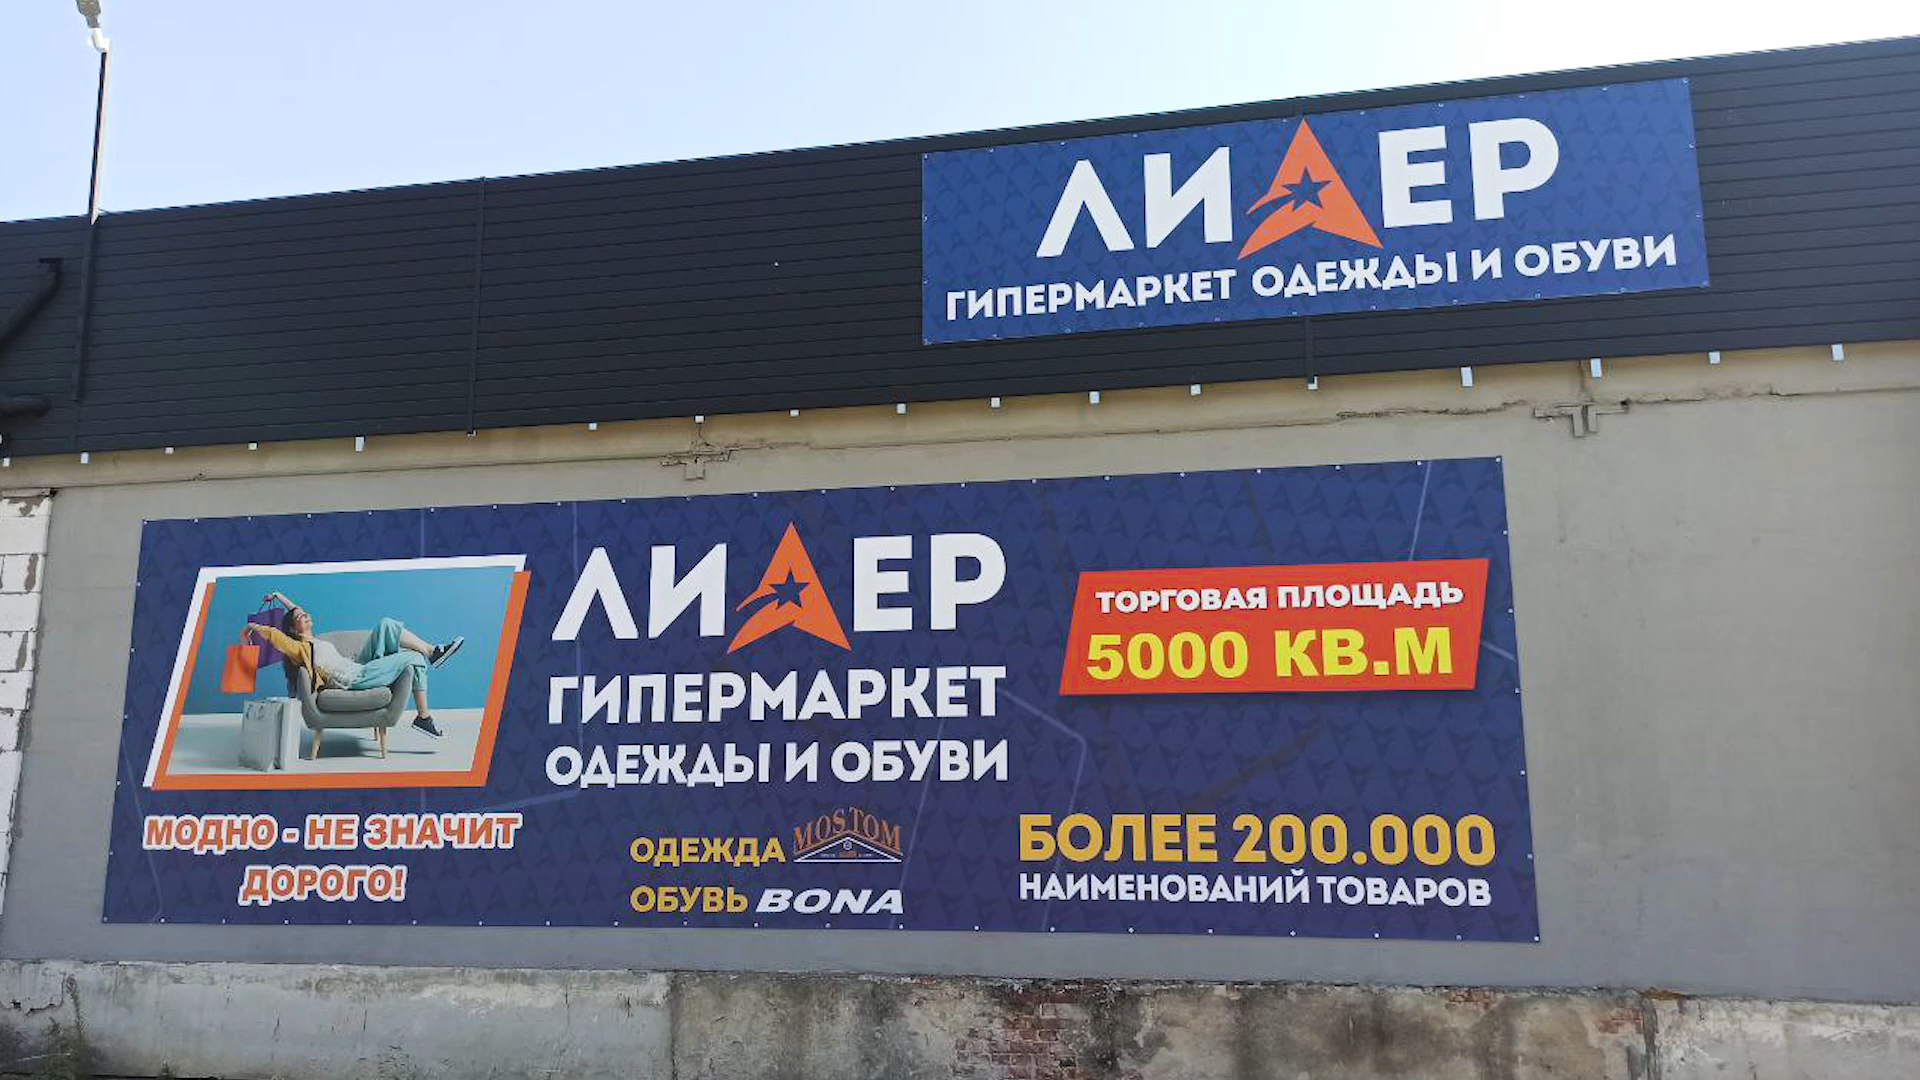 ЛИДЕР
ГИПЕРМАРКЕТ ОДЕЖДЫ И ОБУВИ
ЛИДЕР
ГИПЕРМАРКЕТ
ОДЕЖДЫ И ОБУВИ
ТОРГОВАЯ ПЛОЩАДЬ
5000 КВ.М
МОДНО - НЕ ЗНАЧИТ
ДОРОГО!
ОДЕЖДА MOSTOM
ОБУВЬ BONA
БОЛЕЕ 200.000
НАИМЕНОВАНИЙ ТОВАРОВ